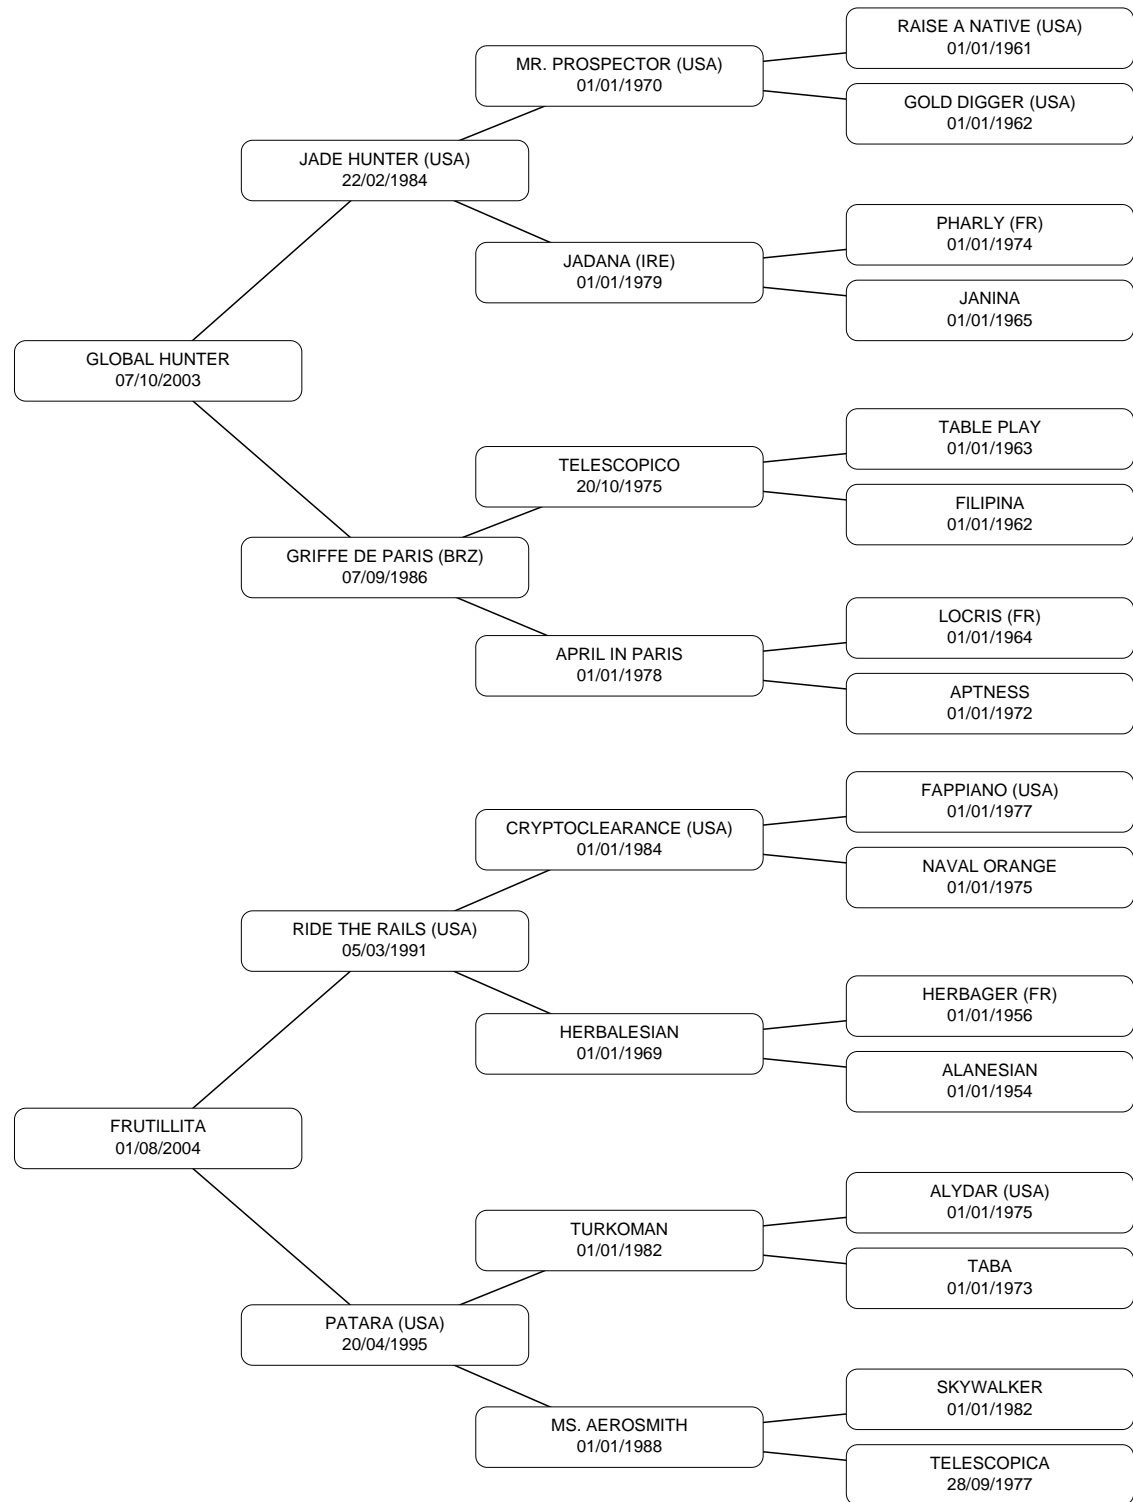 RAISE A NATIVE (USA)
01/01/1961
MR. PROSPECTOR (USA)
01/01/1970
GOLD DIGGER (USA)
01/01/1962
JADE HUNTER (USA)
22/02/1984
PHARLY (FR)
01/01/1974
JADANA (IRE)
01/01/1979
JANINA
01/01/1965
GLOBAL HUNTER
07/10/2003
TABLE PLAY
01/01/1963
TELESCOPICO
20/10/1975
FILIPINA
01/01/1962
GRIFFE DE PARIS (BRZ)
07/09/1986
LOCRIS (FR)
01/01/1964
APRIL IN PARIS
01/01/1978
APTNESS
01/01/1972
FAPPIANO (USA)
01/01/1977
CRYPTOCLEARANCE (USA)
01/01/1984
NAVAL ORANGE
01/01/1975
RIDE THE RAILS (USA)
05/03/1991
HERBAGER (FR)
01/01/1956
HERBALESIAN
01/01/1969
ALANESIAN
01/01/1954
FRUTILLITA
01/08/2004
ALYDAR (USA)
01/01/1975
TURKOMAN
01/01/1982
TABA
01/01/1973
PATARA (USA)
20/04/1995
SKYWALKER
01/01/1982
MS. AEROSMITH
01/01/1988
TELESCOPICA
28/09/1977